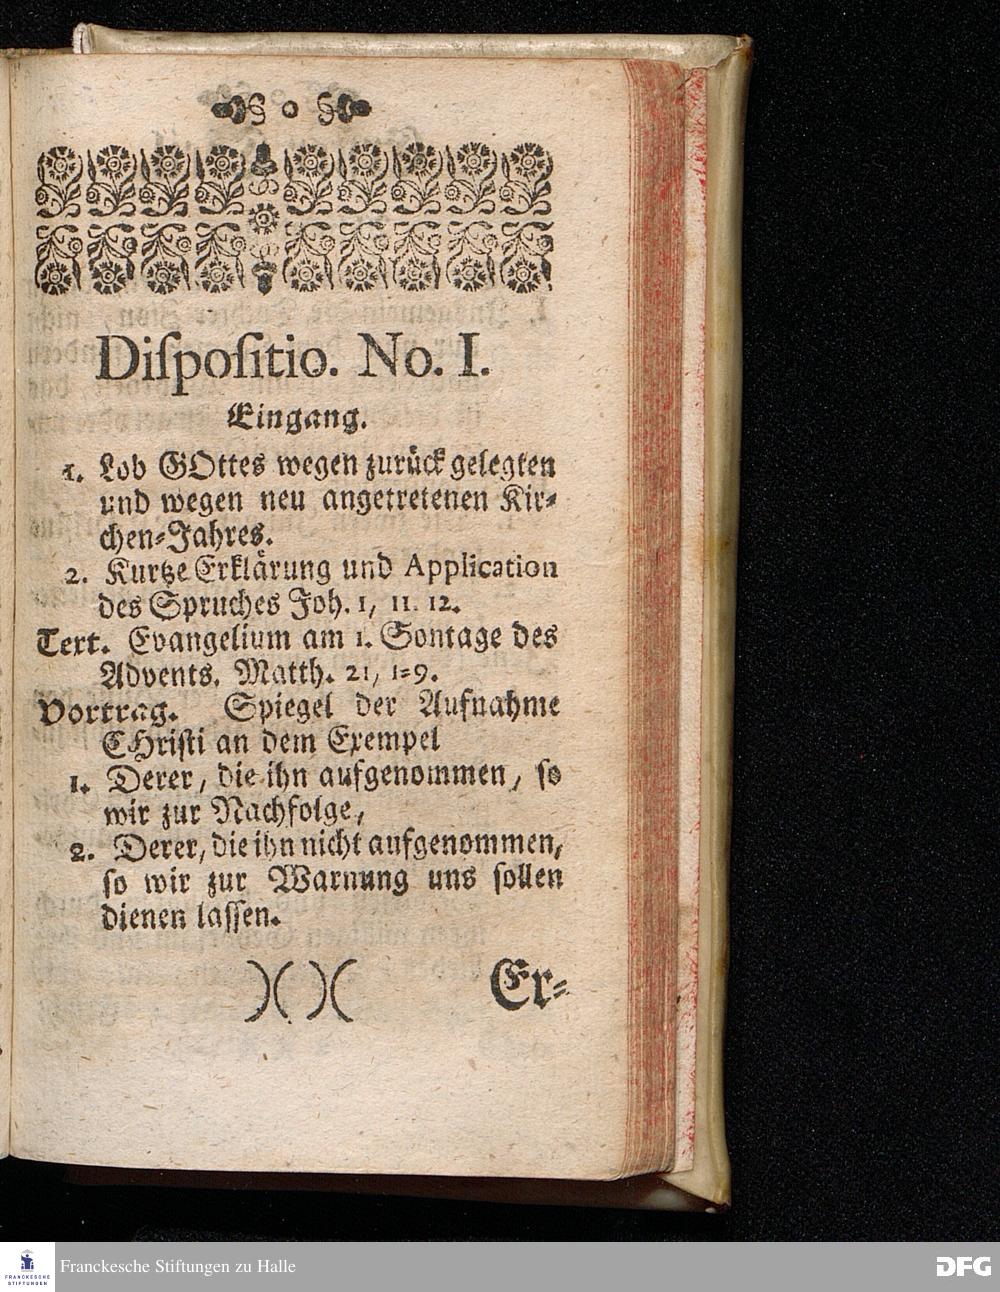 Diſpoſitio. No. I.
Eingang.
1. Lob GOttes wegen zurück gelegten
und wegen neu angetretenen Kir⸗
chen⸗Jahres.
2. Kurtze Erklärung und Application
des Spruches Joh. 1, 11. 12.
Text. Evangelium am 1. Sontage des
Advents. Matth. 21, 1⸗9.
Vortrag. Spiegel der Aufnahme
CHriſti an dem Exempel
1. Derer, die ihn aufgenommen, ſo
wir zur Nachfolge,
2. Derer, die ihn nicht aufgenommen,
ſo wir zur Warnung uns ſollen
dienen laſſen.
Er⸗
FRANCKESCHE
STIFTUNGEN
Franckesche Stiftungen zu Halle
DFG